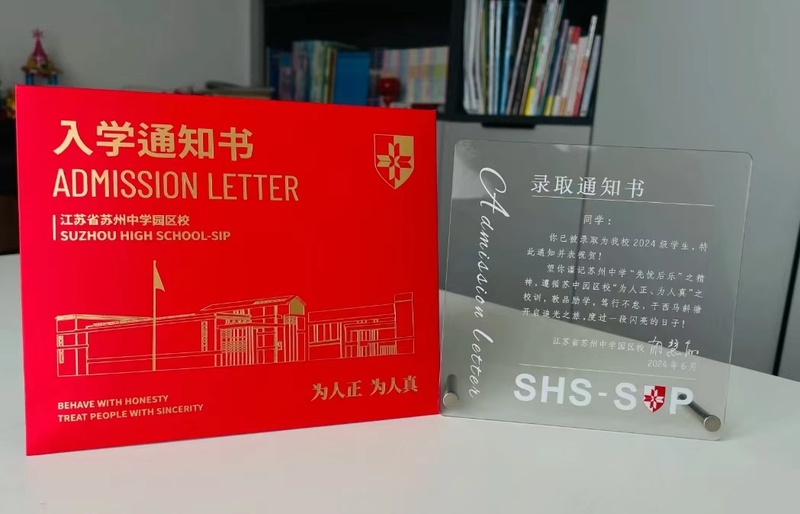 入学通知书
ADMISSION LETTER
江苏省苏州中学园区校
SUZHOU HIGH SCHOOL-SIP
BEHAVE WITH HONESTY
TREAT PEOPLE WITH SINCERITY
为人正 为人真
Admission letter
录取通知书
同学：
你已被录取为我校2024级学生，特
此通知并表祝贺！
望你谨记苏州中学“先忧后乐”之精
神，遵循苏中园区校“为人正、为人真”之
校训，敦品励学，笃行不怠，于西马斜塘
开启追光之旅，度过一段闪亮的日子！
江苏省苏州中学园区校
2024年6月
SHS-SIP